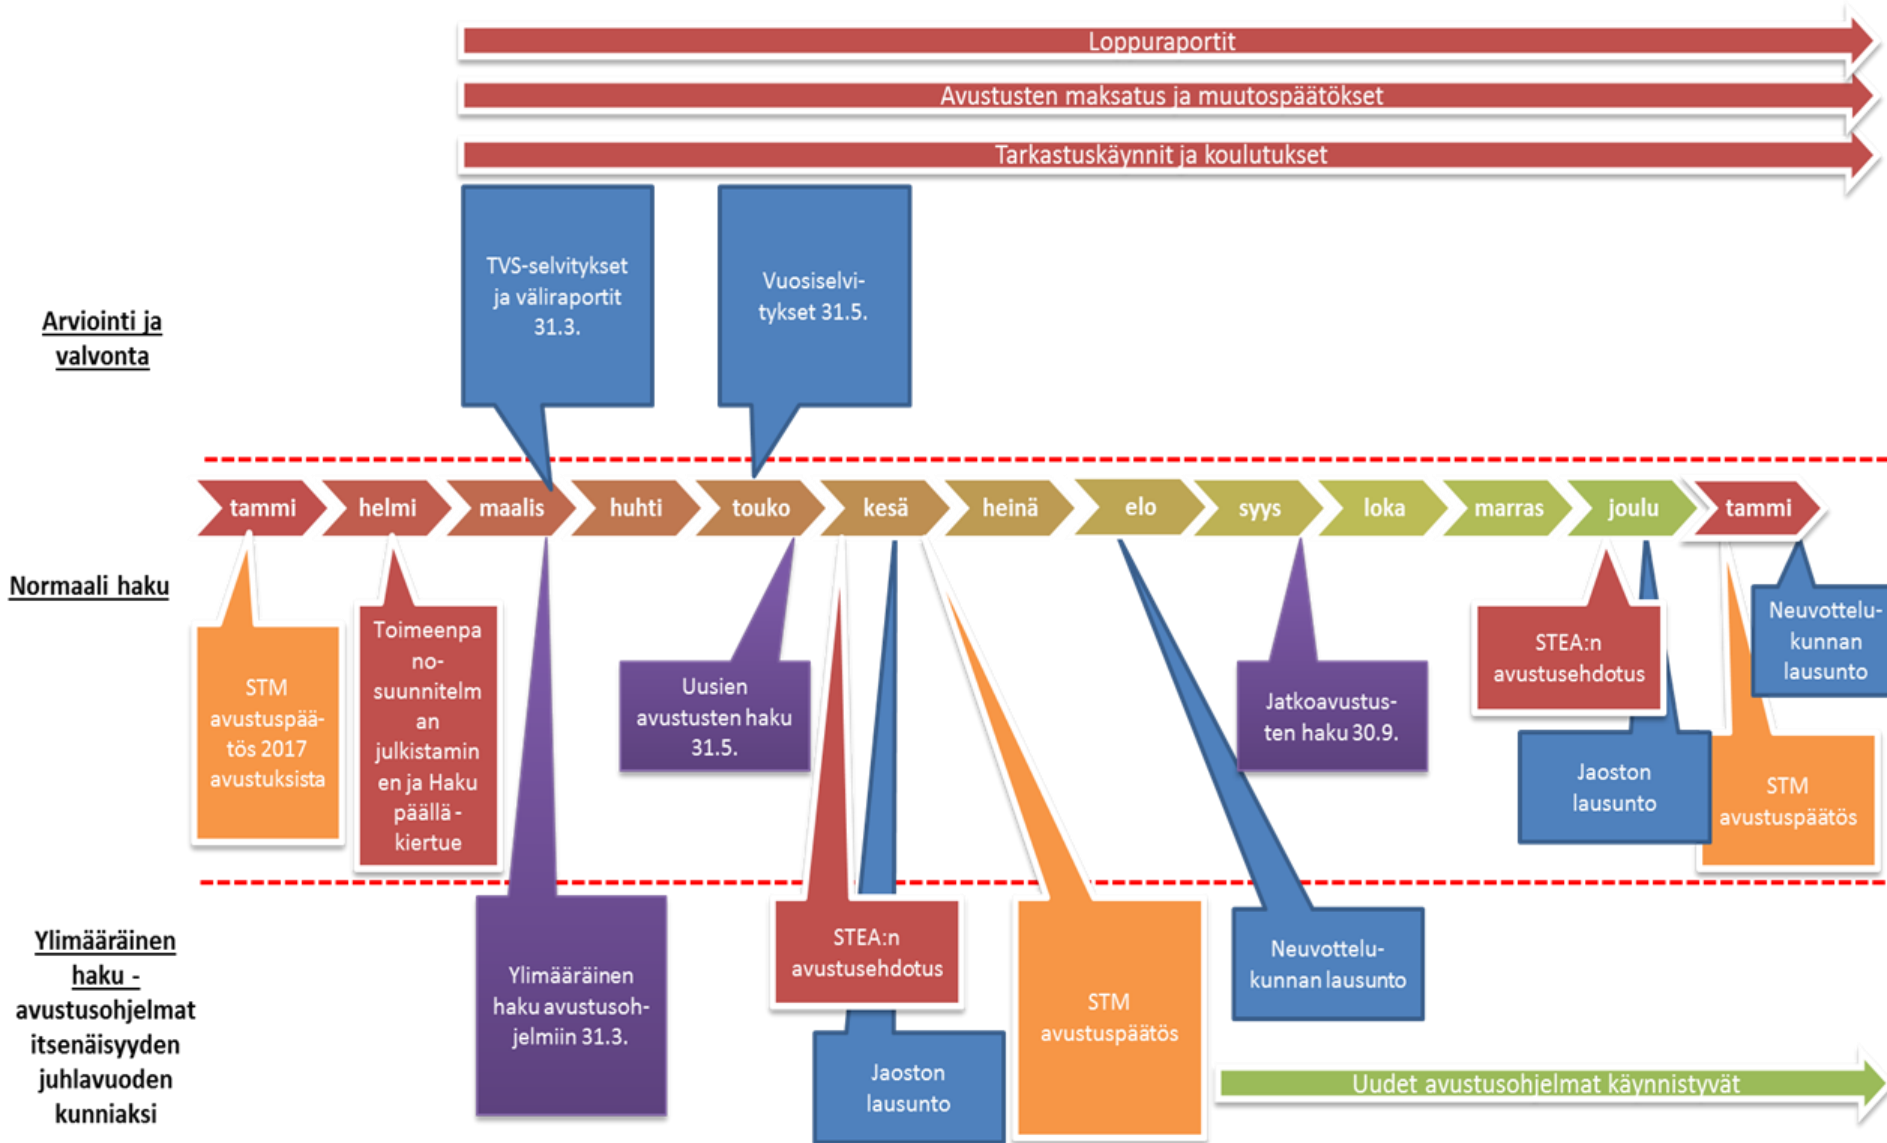 Loppuraportit
Avustusten maksatus ja muutospäätökset
Tarkastuskäynnit ja koulutukset
Arviointi ja
valvonta
TVS-selvitykset
ja väliraportit
31.3.
Vuosiselvi-
tykset 31.5.
tammi
helmi
maalis
huhti
touko
kesä
heinä
elo
syys
loka
marras
joulu
tammi
Normaali haku
STM
avustuspää-
tös 2017
avustuksista
Toimeenpa
no-
suunnitelm
an
julkistamin
en ja Haku
päällä -
kiertue
Uusien
avustusten haku
31.5.
Jatkoavustus-
ten haku 30.9.
STEA:n
avustusehdotus
Jaoston
lausunto
STM
avustuspäätös
Neuvottelu-
kunnan
lausunto
Ylimääräinen
haku -
avustusohjelmat
itsenäisyyden
juhlavuoden
kunniaksi
Ylimääräinen
haku avustusoh-
jelmiin 31.3.
STEA:n
avustusehdotus
Jaoston
lausunto
STM
avustuspäätös
Neuvottelu-
kunnan lausunto
Uudet avustusohjelmat käynnistyvät